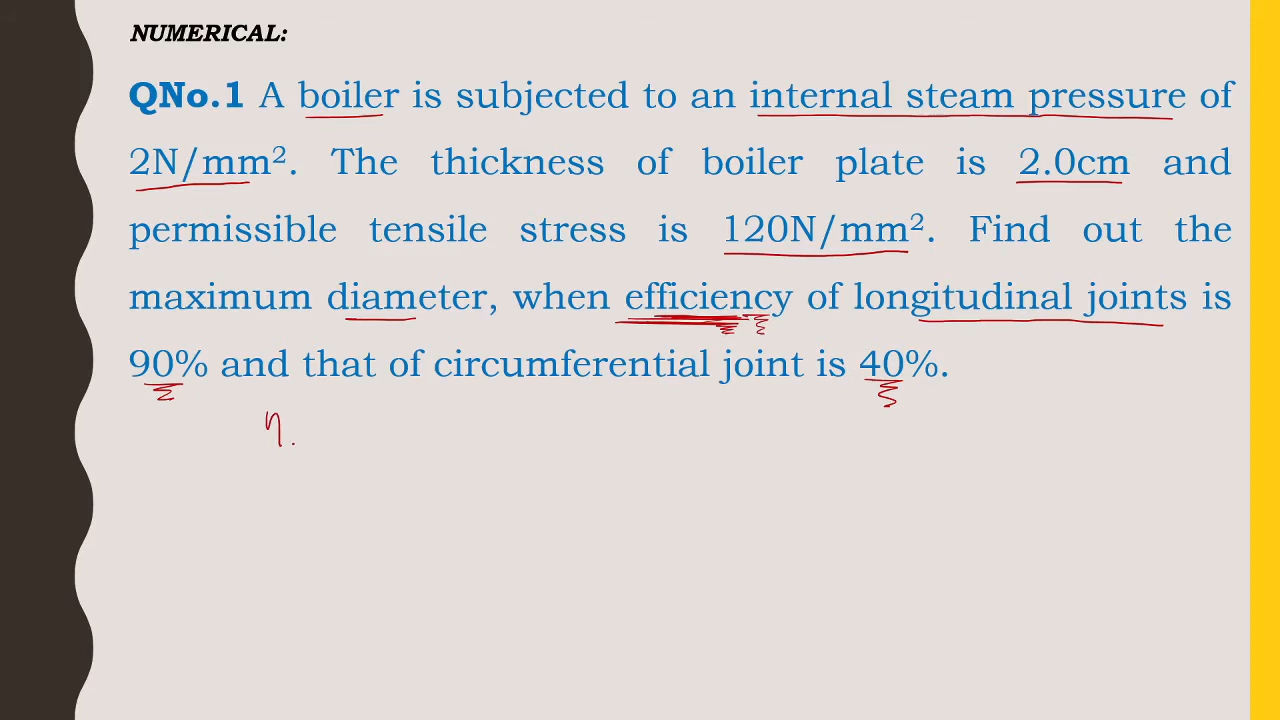 NUMERICAL:
QNo.1 A boiler is subjected to an internal steam pressure of
2N/mm². The thickness of boiler plate is 2.0cm and
permissible tensile stress is 120N/mm². Find out the
maximum diameter, when efficiency of longitudinal joints is
90% and that of circumferential joint is 40%.
η.